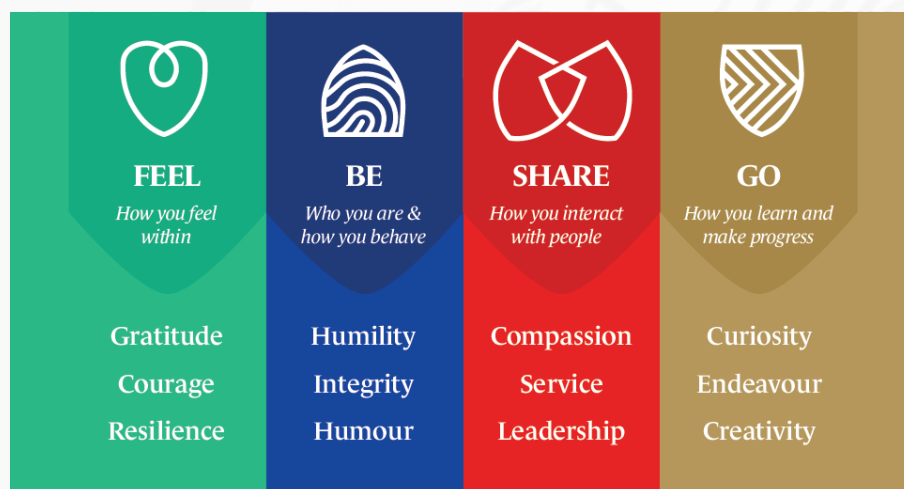 FEEL
How you feel
within
Gratitude
Courage
Resilience
BE
Who you are &
how you behave
Humility
Integrity
Humour
SHARE
How you interact
with people
Compassion
Service
Leadership
GO
How you learn and
make progress
Curiosity
Endeavour
Creativity